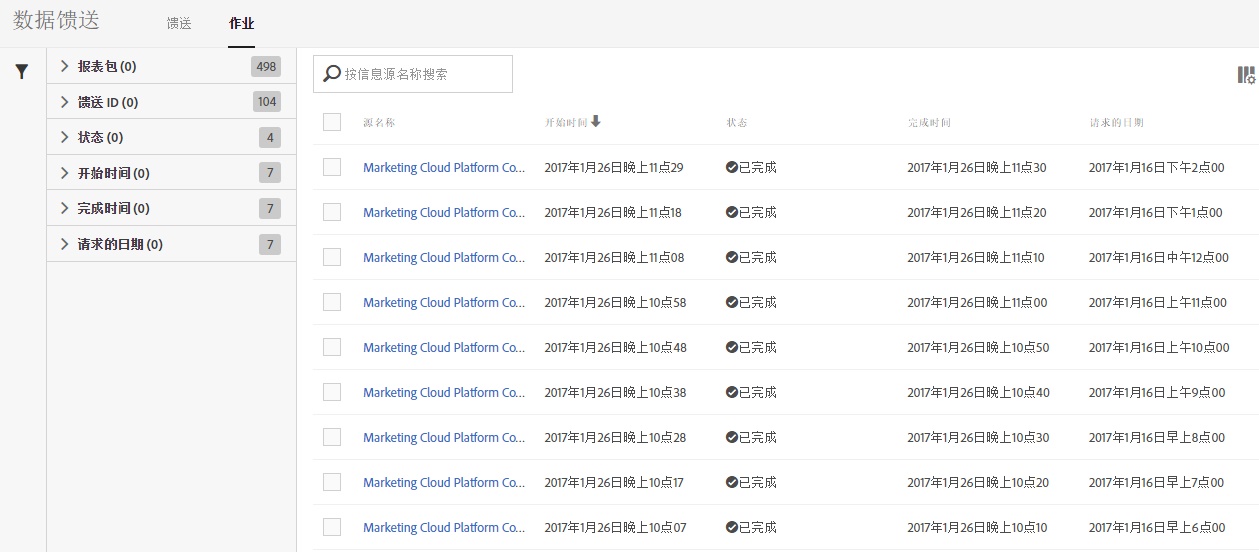 数据馈送 馈送 作业
报表包 (0) 498
馈送 ID (0) 104
状态 (0) 4
开始时间 (0) 7
完成时间 (0) 7
请求的日期 (0) 7
按信息源名称搜索
源名称 开始时间 状态 完成时间 请求的日期
Marketing Cloud Platform Co... 2017年1月26日晚上11点29 已完成 2017年1月26日晚上11点30 2017年1月16日下午2点00
Marketing Cloud Platform Co... 2017年1月26日晚上11点18 已完成 2017年1月26日晚上11点20 2017年1月16日下午1点00
Marketing Cloud Platform Co... 2017年1月26日晚上11点08 已完成 2017年1月26日晚上11点10 2017年1月16日中午12点00
Marketing Cloud Platform Co... 2017年1月26日晚上10点58 已完成 2017年1月26日晚上11点00 2017年1月16日上午11点00
Marketing Cloud Platform Co... 2017年1月26日晚上10点48 已完成 2017年1月26日晚上10点50 2017年1月16日上午10点00
Marketing Cloud Platform Co... 2017年1月26日晚上10点38 已完成 2017年1月26日晚上10点40 2017年1月16日上午9点00
Marketing Cloud Platform Co... 2017年1月26日晚上10点28 已完成 2017年1月26日晚上10点30 2017年1月16日早上8点00
Marketing Cloud Platform Co... 2017年1月26日晚上10点17 已完成 2017年1月26日晚上10点20 2017年1月16日早上7点00
Marketing Cloud Platform Co... 2017年1月26日晚上10点07 已完成 2017年1月26日晚上10点10 2017年1月16日早上6点00